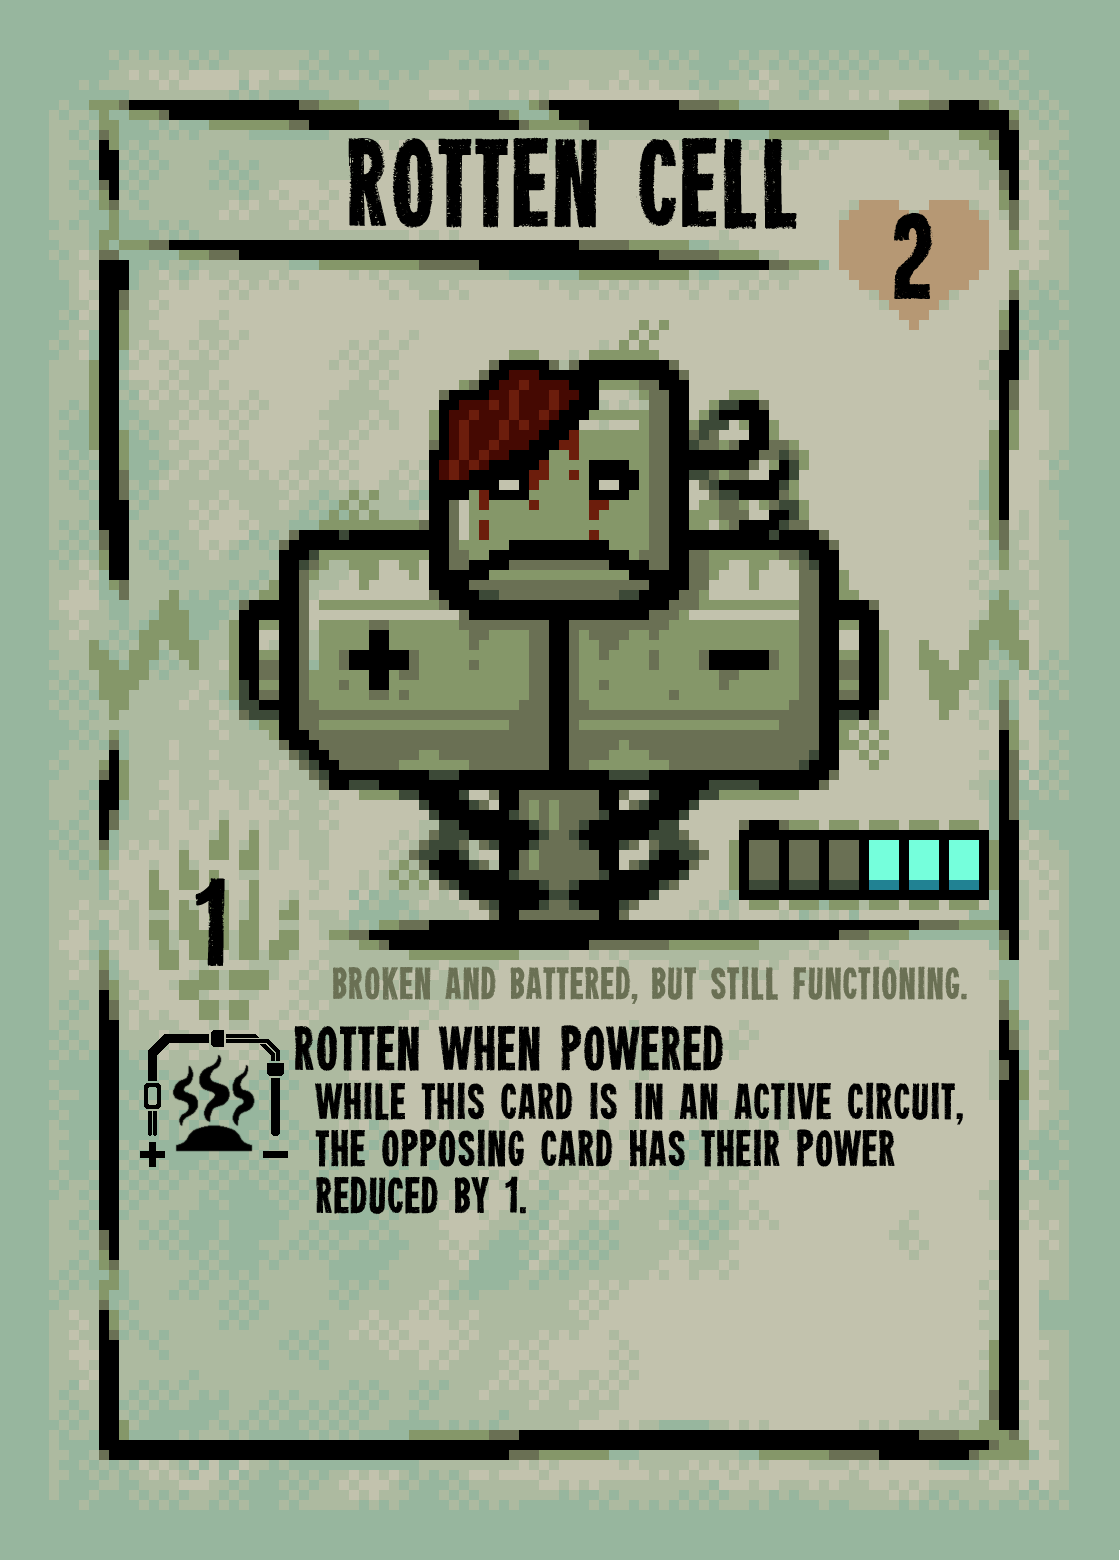 ROTTEN CELL
2
+ −
1
BROKEN AND BATTERED, BUT STILL FUNCTIONING.
ROTTEN WHEN POWERED
WHILE THIS CARD IS IN AN ACTIVE CIRCUIT,
THE OPPOSING CARD HAS THEIR POWER
REDUCED BY 1.
+ −